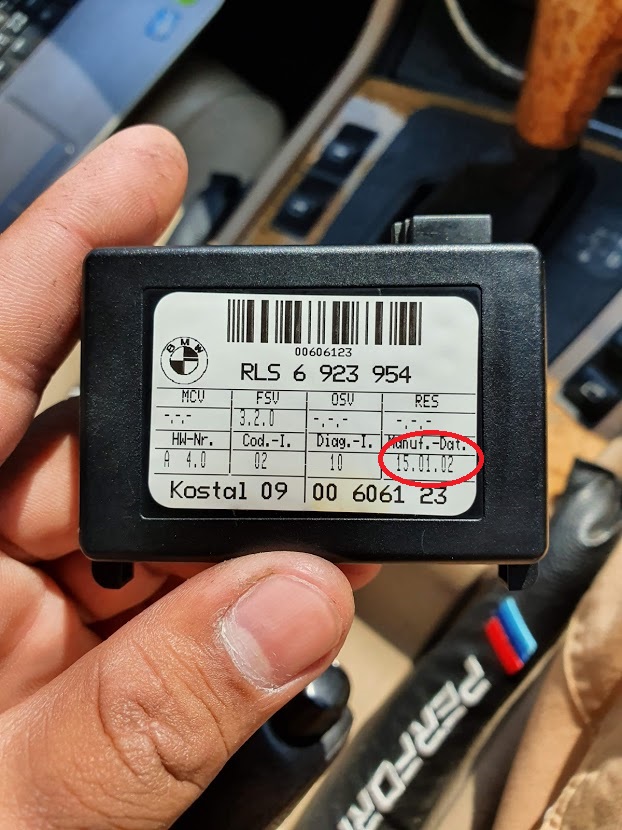 BMW
00606123
RLS 6 923 954
MCV FSV OSV RES
-.- 3.2.0 -.-.- -.-.-
HW-Nr. Cod.-I. Diag.-I. Manuf.-Dat.
A 4.0 02 10 15.01.02
Kostal 09 00 6061 23
PERFORM